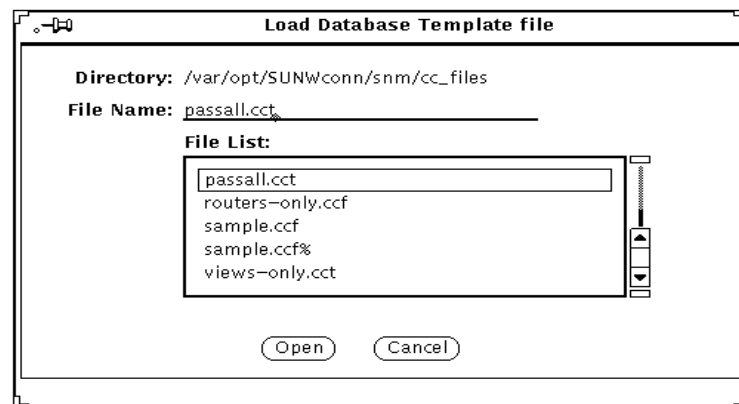 Load Database Template file
Directory: /var/opt/SUNWconn/snm/cc_files
File Name: passall.cct
File List:
passall.cct
routers-only.ccf
sample.ccf
sample.ccf%
views-only.cct
Open Cancel